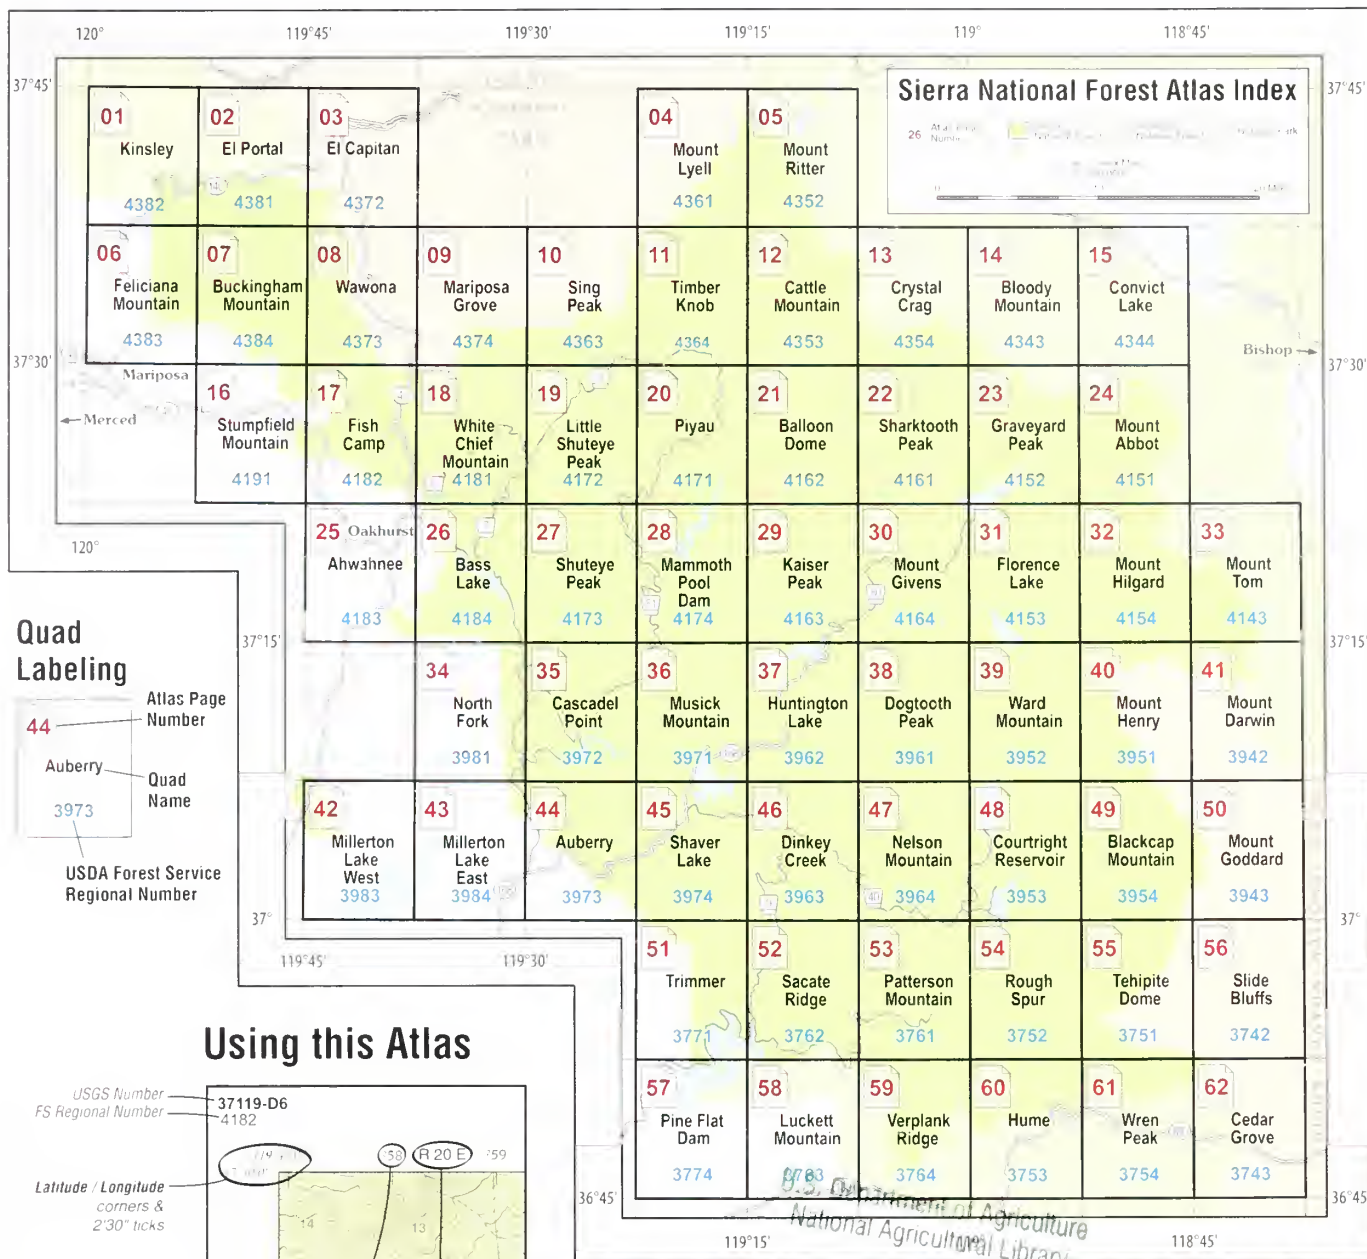 120° 119°45' 119°30' 119°15' 119° 118°45'
37°45' 37°45'
Sierra National Forest Atlas Index
26
0
01 02 03 04 05
Kinsley El Portal El Capitan Mount Lyell Mount Ritter
4382 4381 4372 4361 4352
06 07 08 09 10 11 12 13 14 15
Feliciana Mountain Buckingham Mountain Wawona Mariposa Grove Sing Peak Timber Knob Cattle Mountain Crystal Crag Bloody Mountain Convict Lake
4383 4384 4373 4374 4363 4364 4353 4354 4343 4344
Bishop
37°30' 37°30'
Mariposa
Merced
16 17 18 19 20 21 22 23 24
Stumpfield Mountain Fish Camp White Chief Mountain Little Shuteye Peak Piyau Balloon Dome Sharktooth Peak Graveyard Peak Mount Abbot
4191 4182 4181 4172 4171 4162 4161 4152 4151
120°
25 Oakhurst 26 27 28 29 30 31 32 33
Ahwahnee Bass Lake Shuteye Peak Mammoth Pool Dam Kaiser Peak Mount Givens Florence Lake Mount Hilgard Mount Tom
4183 4184 4173 4174 4163 4164 4153 4154 4143
37°15' 37°15'
34 35 36 37 38 39 40 41
North Fork Cascadel Point Musick Mountain Huntington Lake Dogtooth Peak Ward Mountain Mount Henry Mount Darwin
3981 3972 3971 3962 3961 3952 3951 3942
42 43 44 45 46 47 48 49 50
Millerton Lake West Millerton Lake East Auberry Shaver Lake Dinkey Creek Nelson Mountain Courtright Reservoir Blackcap Mountain Mount Goddard
3983 3984 3973 3974 3963 3964 3953 3954 3943
37° 37°
119°45' 119°30'
51 52 53 54 55 56
Trimmer Sacate Ridge Patterson Mountain Rough Spur Tehipite Dome Slide Bluffs
3771 3762 3761 3752 3751 3742
57 58 59 60 61 62
Pine Flat Dam Luckett Mountain Verplank Ridge Hume Wren Peak Cedar Grove
3774 3764 3753 3754 3743
36°45' 36°45'
119°15' 118°45'
U.S. Department of Agriculture
National Agricultural Library
Quad
Labeling
44
Atlas Page
Number
Auberry
Quad
Name
3973
USDA Forest Service
Regional Number
Using this Atlas
USGS Number
FS Regional Number
37119-D6
4182
R 20 E
Latitude / Longitude
corners &
2'30" ticks
14 13